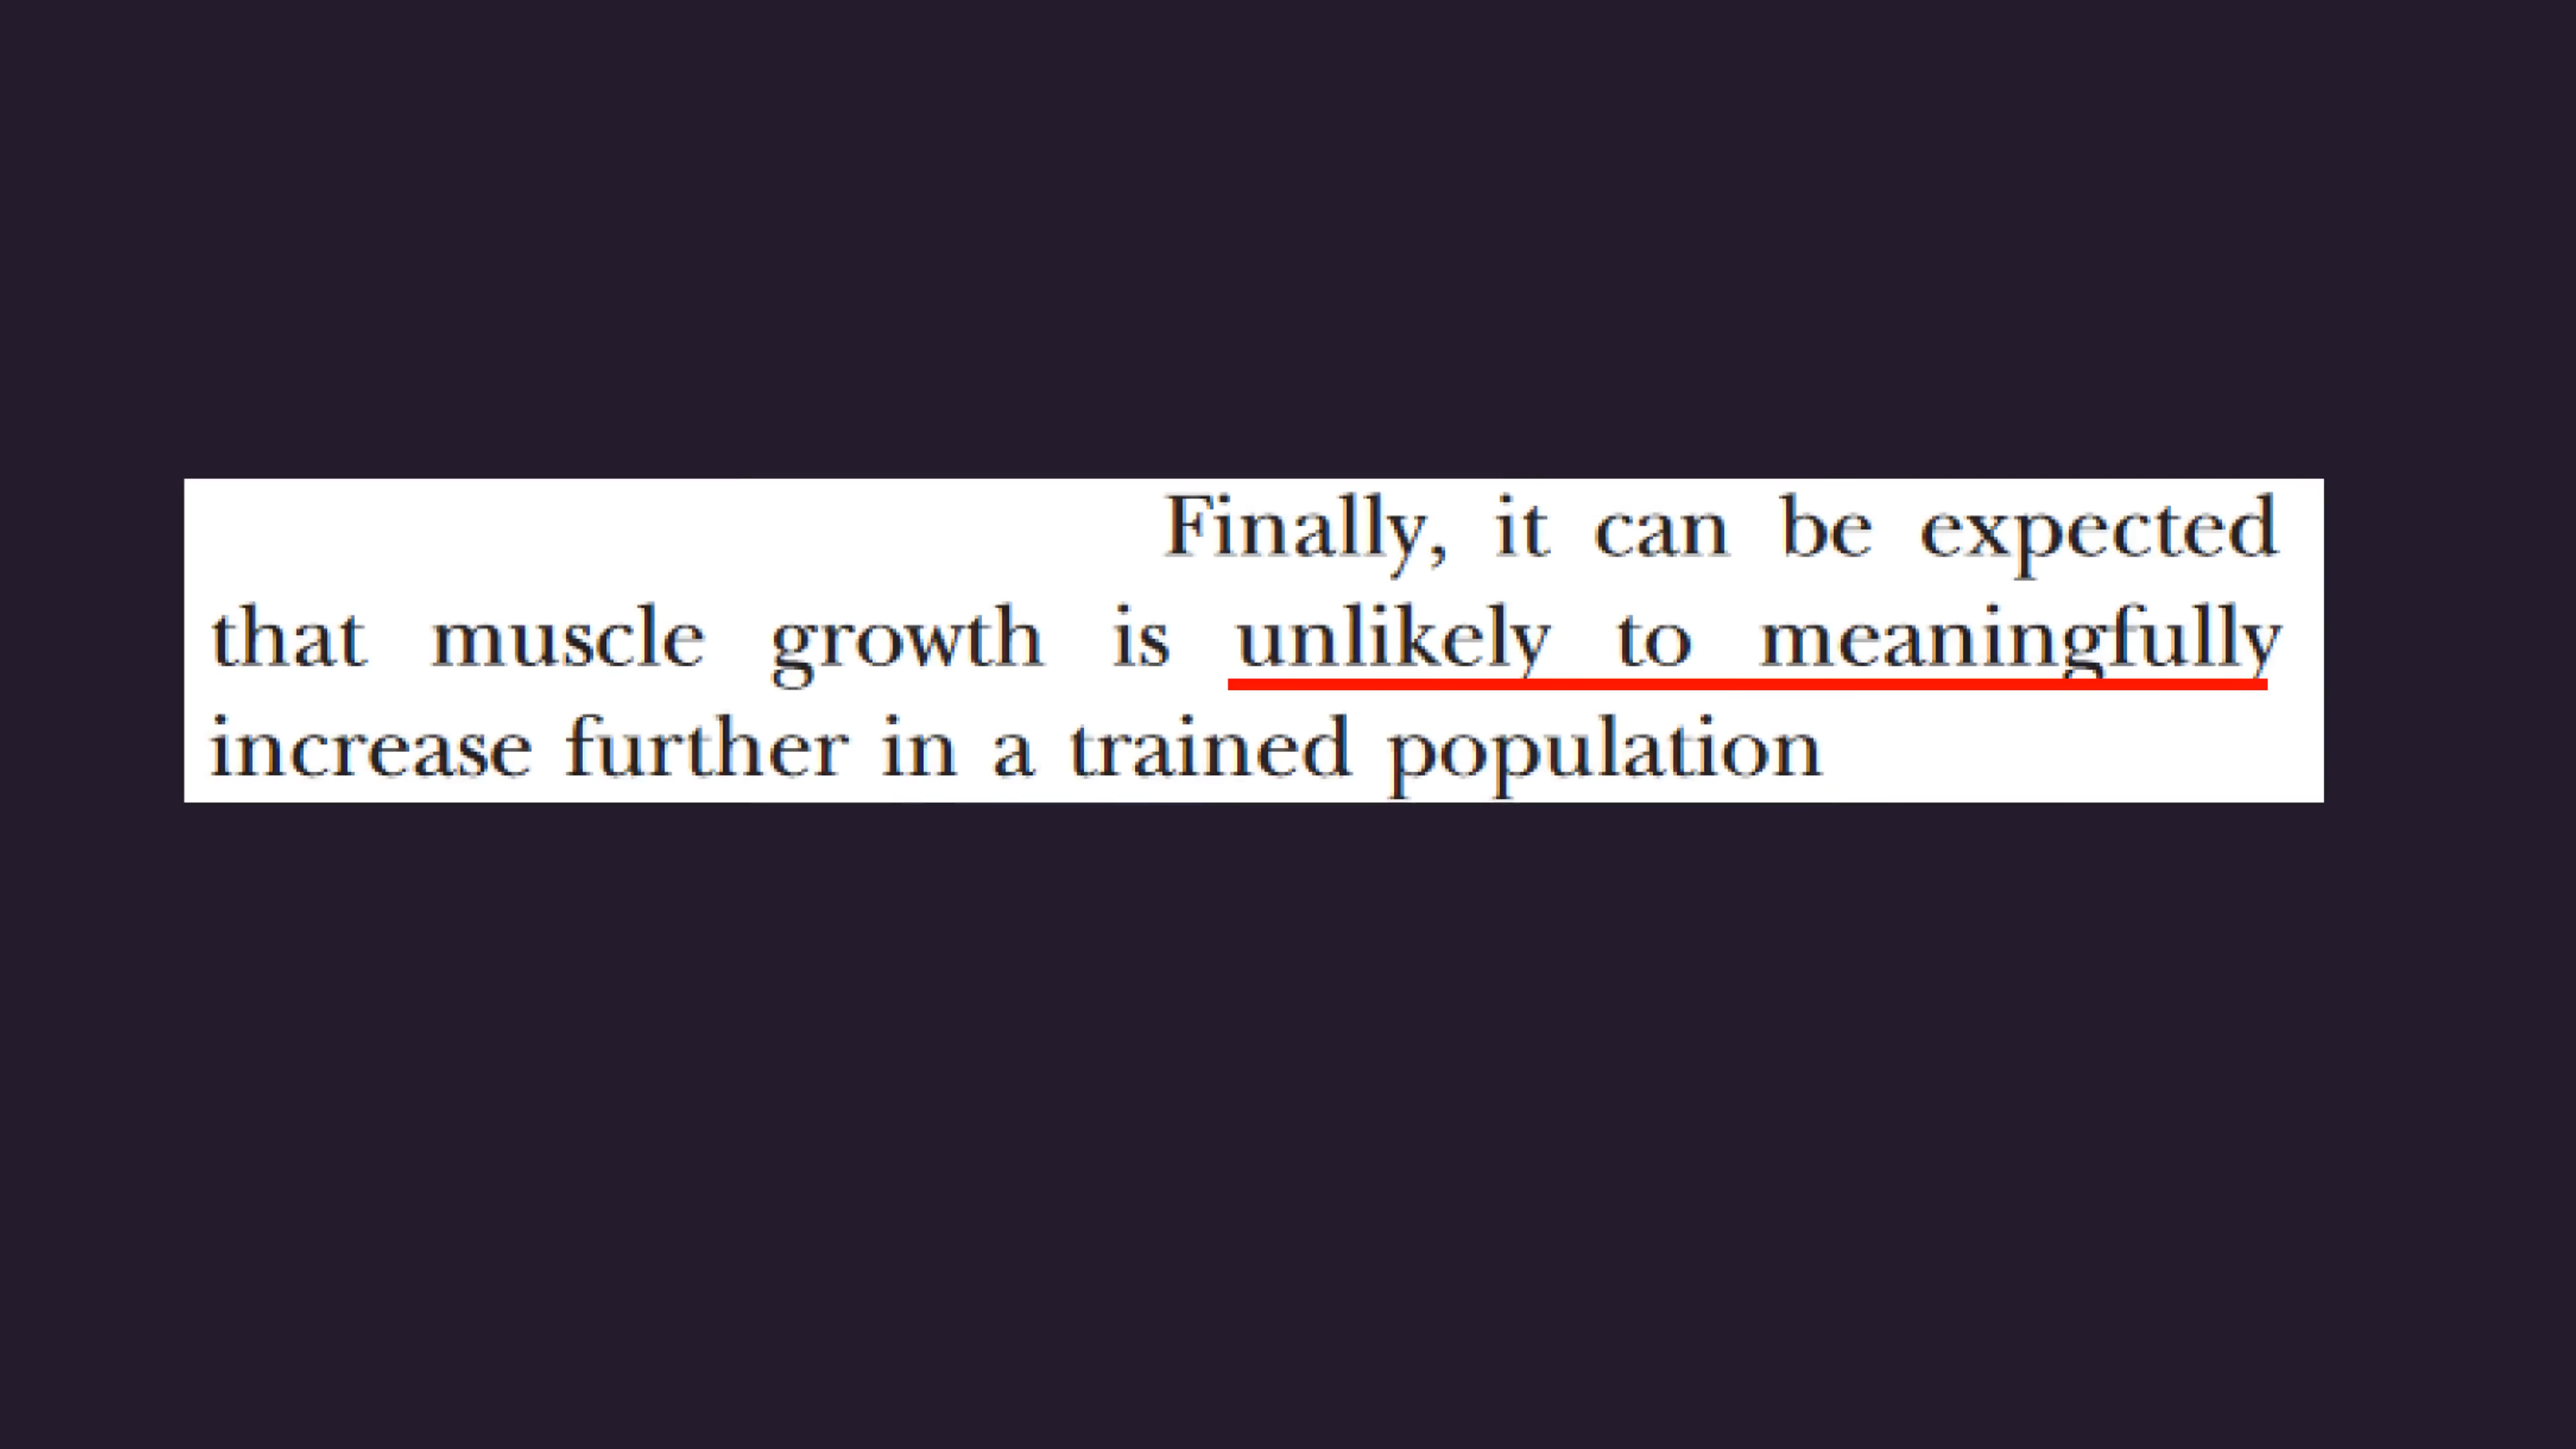 Finally, it can be expected
that muscle growth is unlikely to meaningfully
increase further in a trained population